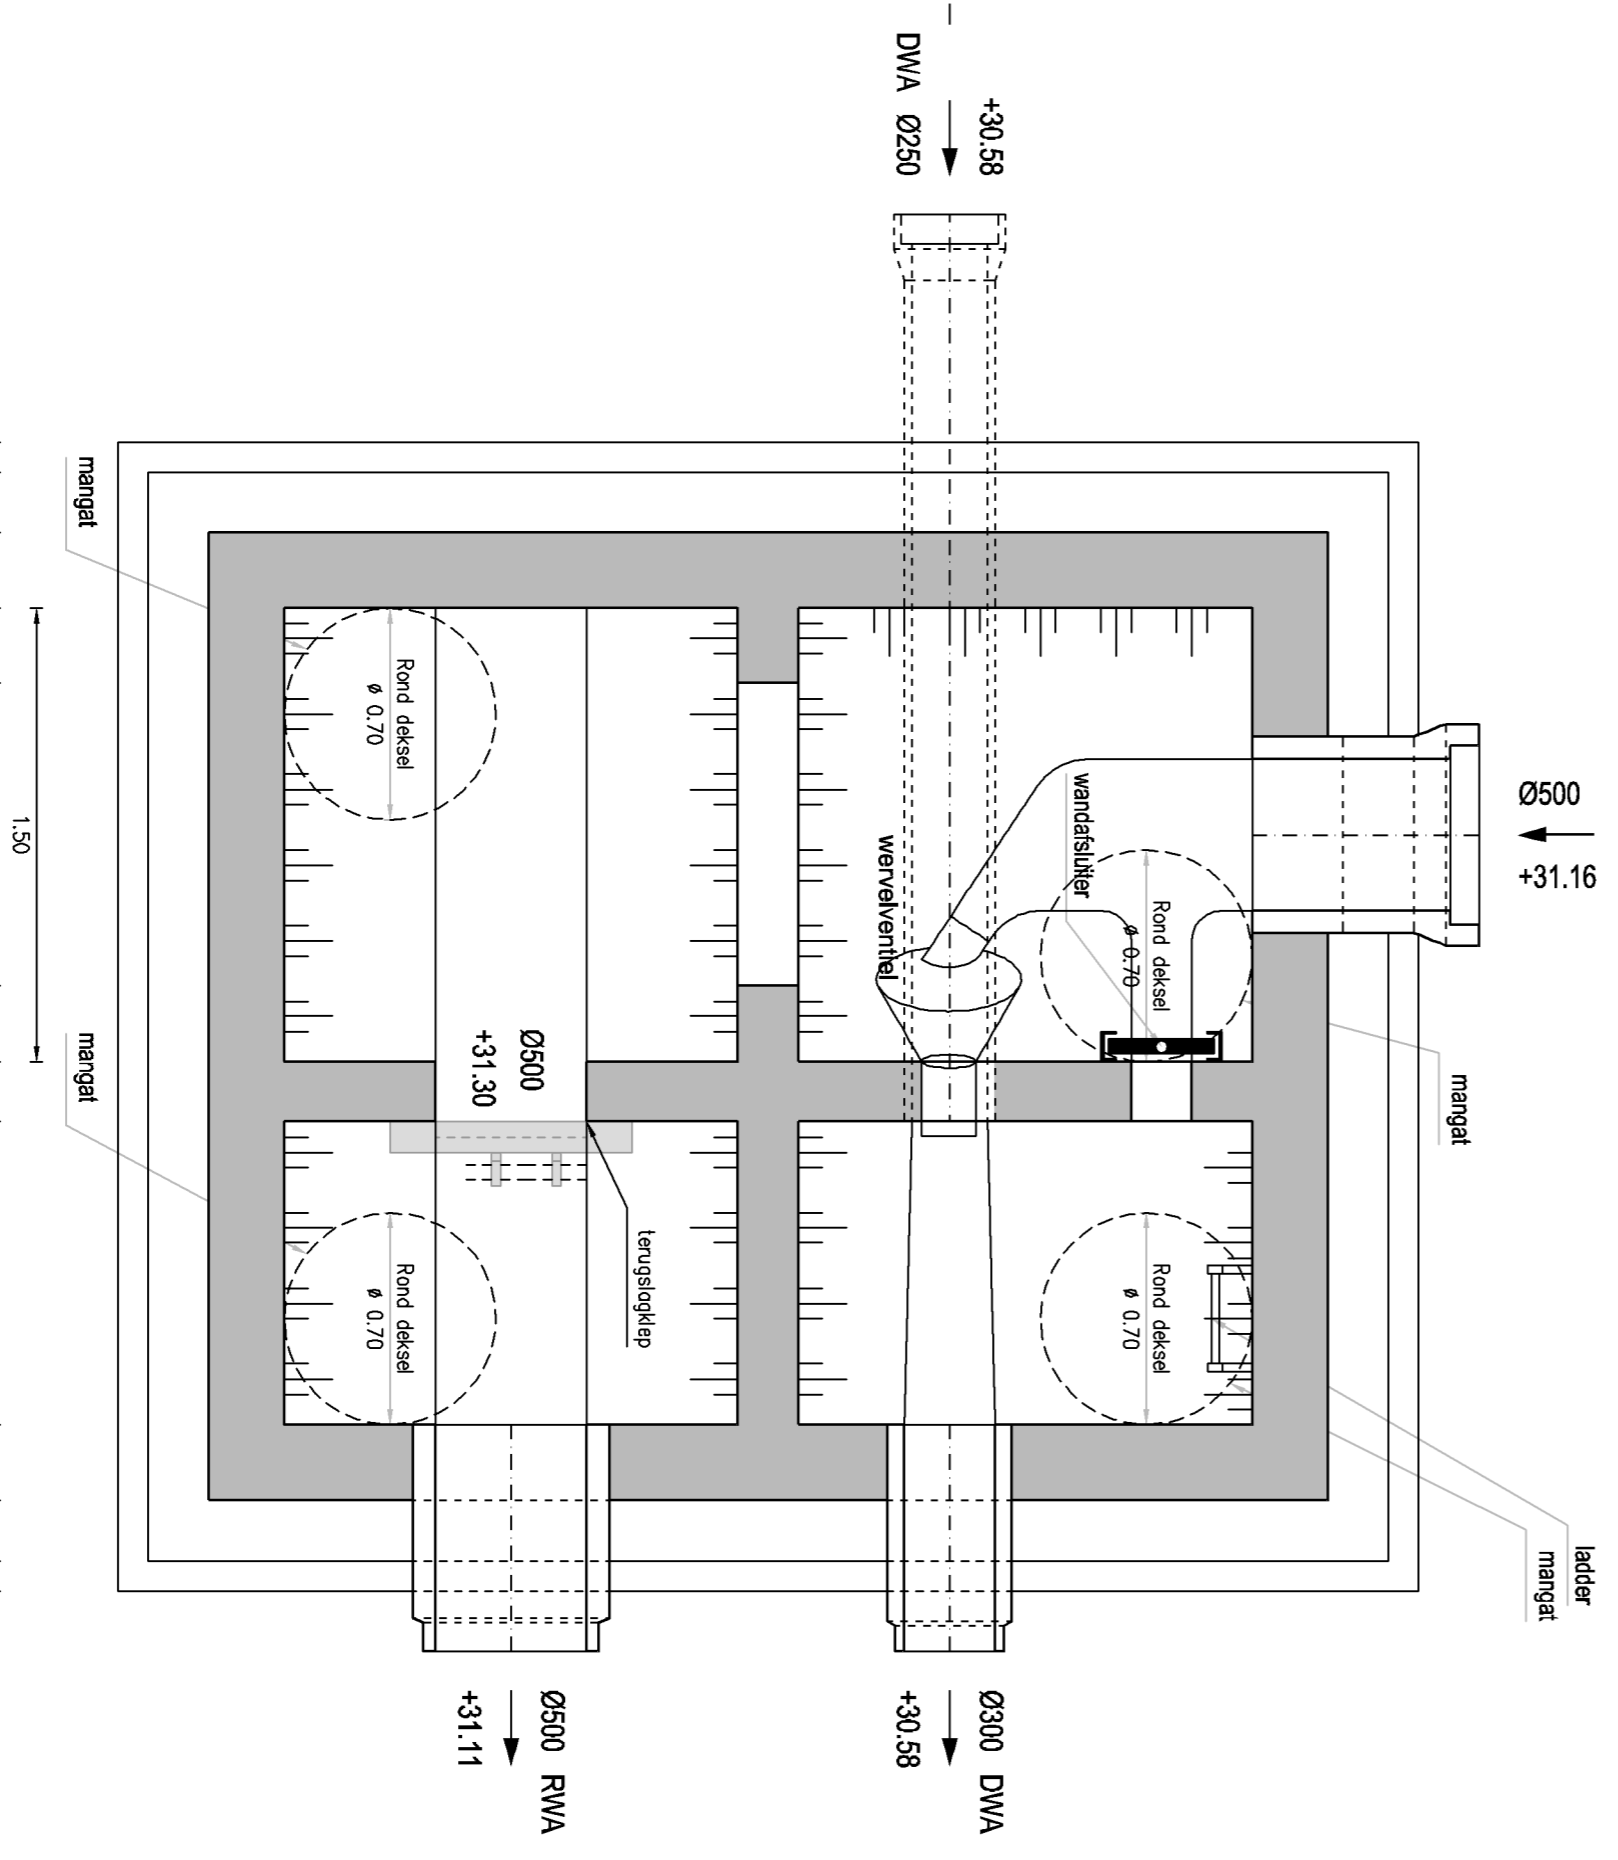 DWA Ø250
+30.58
Ø500
+31.16
mangat
mangat
mangat
ladder
mangat
Rond deksel
ø 0.70
Rond deksel
ø 0.70
Rond deksel
ø 0.70
Rond deksel
ø 0.70
wandafsluiter
wervelventiel
Ø500
+31.30
terugslagklep
1.50
Ø500 RWA
+31.11
Ø300 DWA
+30.58